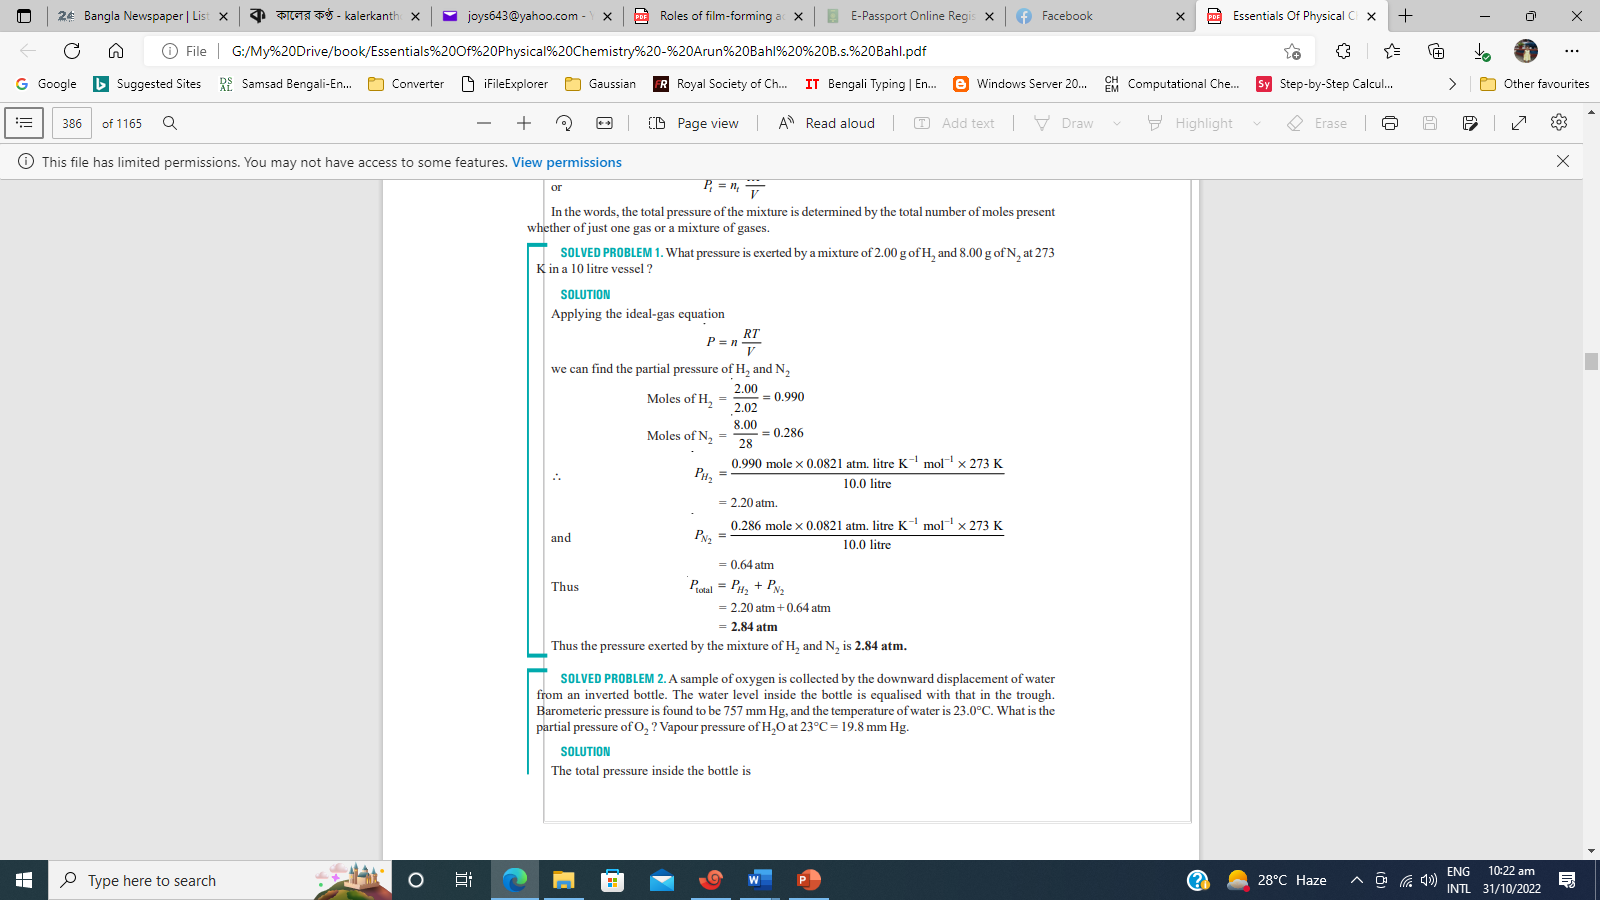 Bangla Newspaper | List
কালের কণ্ঠ - kalerkantho
joys643@yahoo.com - Y
Roles of film-forming a
E-Passport Online Regis
Facebook
Essentials Of Physical C
File
G:/My%20Drive/book/Essentials%20Of%20Physical%20Chemistry%20-%20Arun%20Bahl%20%20B.s.%20Bahl.pdf
Google
Suggested Sites
Samsad Bengali-En...
Converter
iFileExplorer
Gaussian
Royal Society of Ch...
Bengali Typing | En...
Windows Server 20...
Computational Che...
Step-by-Step Calcul...
Other favourites
386 of 1165
Page view
Read aloud
Add text
Draw
Highlight
Erase
This file has limited permissions. You may not have access to some features. View permissions
or Pt = nt V
In the words, the total pressure of the mixture is determined by the total number of moles present
whether of just one gas or a mixture of gases.
SOLVED PROBLEM 1. What pressure is exerted by a mixture of 2.00 g of H2 and 8.00 g of N2 at 273
K in a 10 litre vessel ?
SOLUTION
Applying the ideal-gas equation
P = n RT/V
we can find the partial pressure of H2 and N2
Moles of H2 = 2.00/2.02 = 0.990
Moles of N2 = 8.00/28 = 0.286
∴ PH2 = 0.990 mole × 0.0821 atm. litre K⁻¹ mol⁻¹ × 273 K / 10.0 litre
= 2.20 atm.
and PN2 = 0.286 mole × 0.0821 atm. litre K⁻¹ mol⁻¹ × 273 K / 10.0 litre
= 0.64 atm
Thus Ptotal = PH2 + PN2
= 2.20 atm + 0.64 atm
= 2.84 atm
Thus the pressure exerted by the mixture of H2 and N2 is 2.84 atm.
SOLVED PROBLEM 2. A sample of oxygen is collected by the downward displacement of water
from an inverted bottle. The water level inside the bottle is equalised with that in the trough.
Barometeric pressure is found to be 757 mm Hg, and the temperature of water is 23.0°C. What is the
partial pressure of O2 ? Vapour pressure of H2O at 23°C = 19.8 mm Hg.
SOLUTION
The total pressure inside the bottle is
Type here to search
28°C Haze
ENG
INTL
10:22 am
31/10/2022